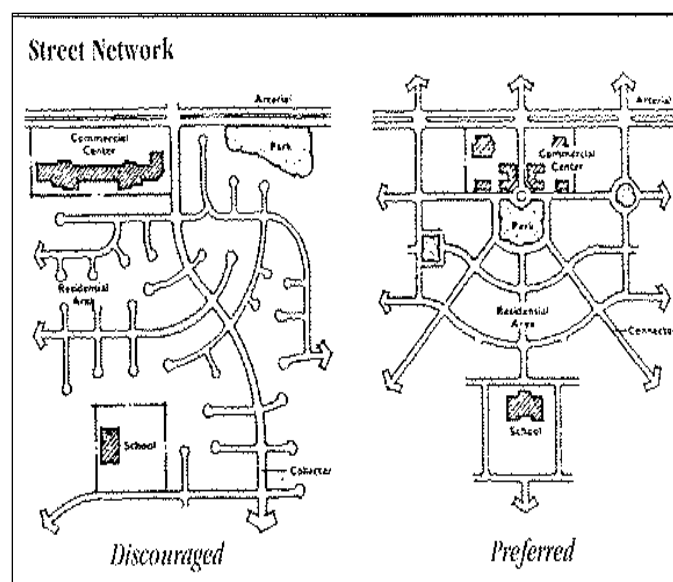 Street Network
Arterial
Commercial
Center
Park
Residential
Area
School
Collector
Discouraged
Arterial
Commercial
Center
Park
Residential
Area
Connector
School
Preferred